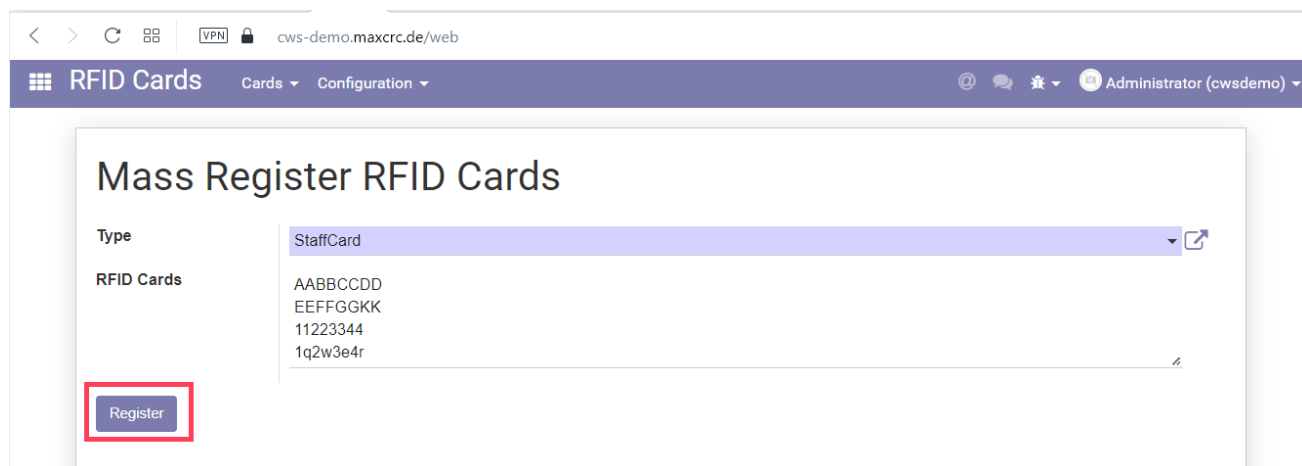 VPN cws-demo.maxcrc.de/web
RFID Cards Cards Configuration @ Administrator (cwsdemo)
Mass Register RFID Cards
Type StaffCard
RFID Cards AABBCCDD
EEFFGGKK
11223344
1q2w3e4r
Register